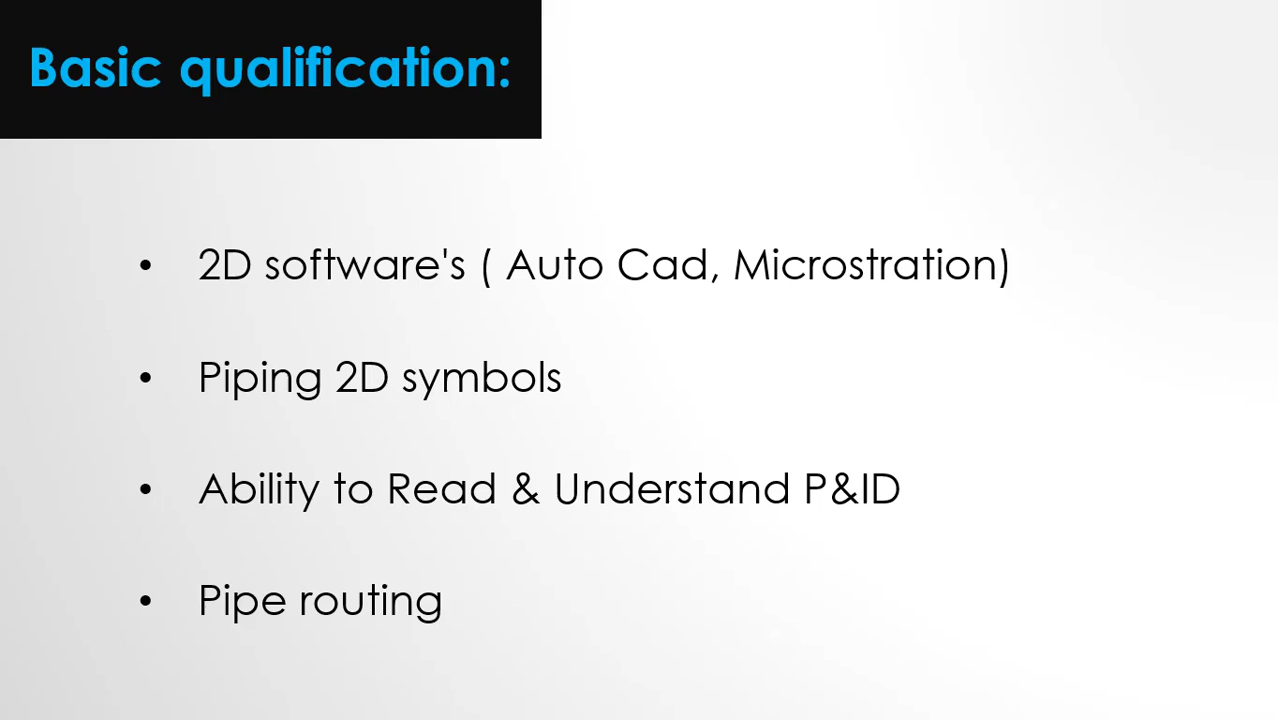 Basic qualification:
• 2D software's ( Auto Cad, Microstration)
• Piping 2D symbols
• Ability to Read & Understand P&ID
• Pipe routing